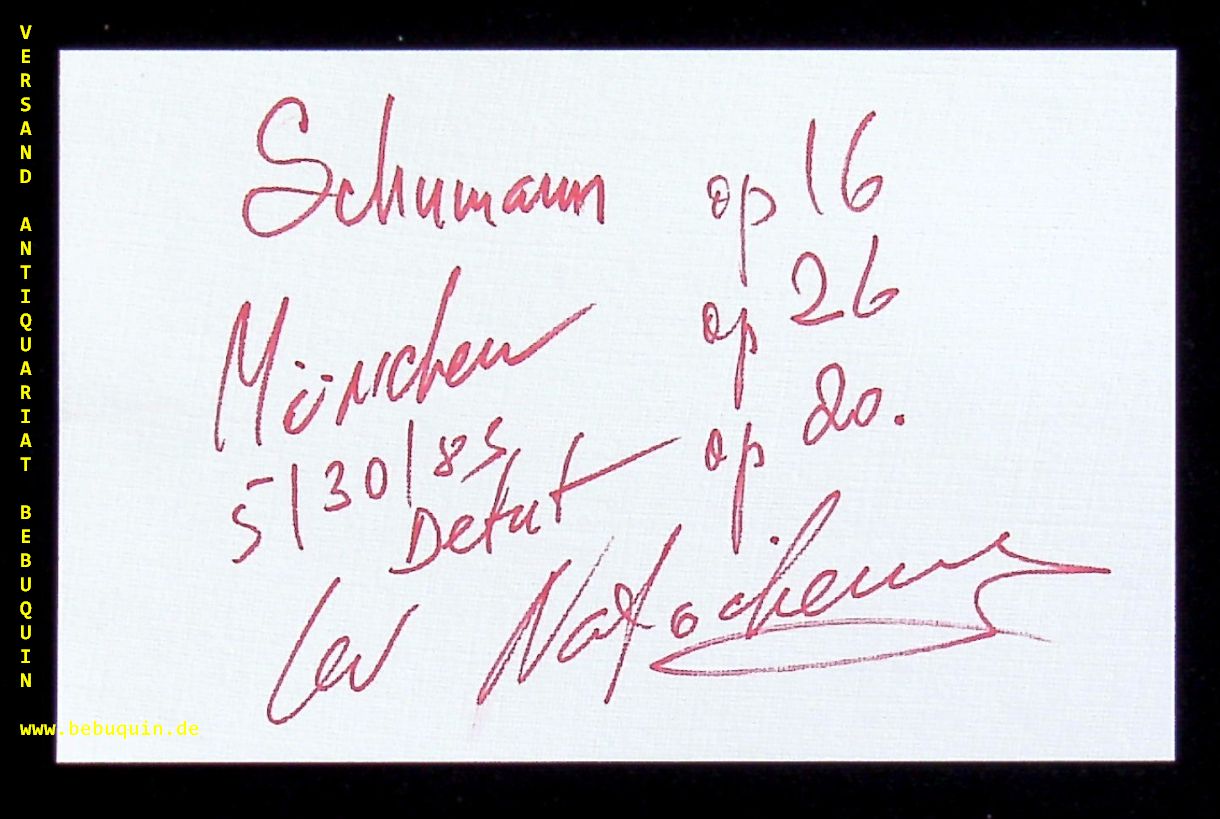 VERSAND ANTIQUARIAT BEBUQUIN
Schumann op 16
München op 26
5/30/85
Debut op 20.
Lev Natochenny
www.bebuquin.de